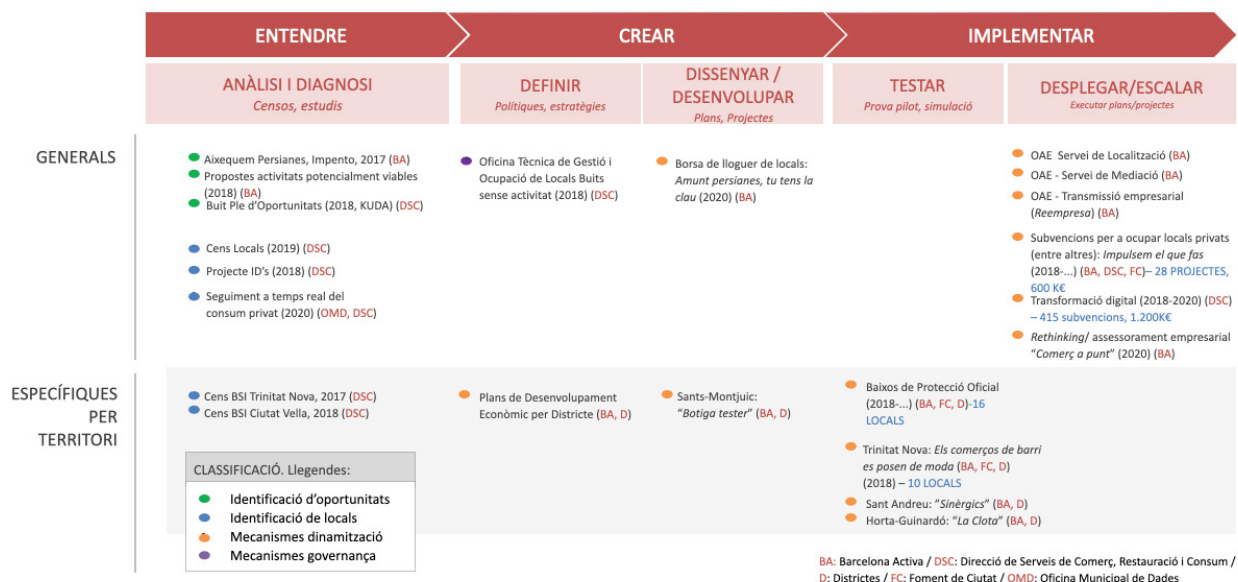 ENTENDRE
CREAR
IMPLEMENTAR
ANÀLISI I DIAGNOSI
Censos, estudis
DEFINIR
Polítiques, estratègies
DISSENYAR /
DESENVOLUPAR
Plans, Projectes
TESTAR
Prova pilot, simulació
DESPLEGAR/ESCALAR
Executar plans/projectes
GENERALS
Aixequem Persianes, Impento, 2017 (BA)
Propostes activitats potencialment viables
(2018) (BA)
Buit Ple d'Oportunitats (2018, KUDA) (DSC)
Cens Locals (2019) (DSC)
Projecte ID's (2018) (DSC)
Seguiment a temps real del
consum privat (2020) (OMD, DSC)
Oficina Tècnica de Gestió i
Ocupació de Locals Buits
sense activitat (2018) (DSC)
Borsa de lloguer de locals:
Amunt persianes, tu tens la
clau (2020) (BA)
OAE Servei de Localització (BA)
OAE - Servei de Mediació (BA)
OAE - Transmissió empresarial
(Reempresa) (BA)
Subvencions per a ocupar locals privats
(entre altres): Impulsem el que fas
(2018-...) (BA, DSC, FC)– 28 PROJECTES,
600 K€
Transformació digital (2018-2020) (DSC)
– 415 subvencions, 1.200K€
Rethinking/ assessorament empresarial
"Comerç a punt" (2020) (BA)
ESPECÍFIQUES
PER
TERRITORI
Cens BSI Trinitat Nova, 2017 (DSC)
Cens BSI Ciutat Vella, 2018 (DSC)
Plans de Desenvolupament
Econòmic per Districte (BA, D)
Sants-Montjuic:
"Botiga tester" (BA, D)
Baixos de Protecció Oficial
(2018-...) (BA, FC, D)-16
LOCALS
Trinitat Nova: Els comerços de barri
es posen de moda (BA, FC, D)
(2018) – 10 LOCALS
Sant Andreu: "Sinèrgics" (BA, D)
Horta-Guinardó: "La Clota" (BA, D)
CLASSIFICACIÓ. Llegendes:
Identificació d'oportunitats
Identificació de locals
Mecanismes dinamització
Mecanismes governança
BA: Barcelona Activa / DSC: Direcció de Serveis de Comerç, Restauració i Consum /
D: Districtes / FC: Foment de Ciutat / OMD: Oficina Municipal de Dades